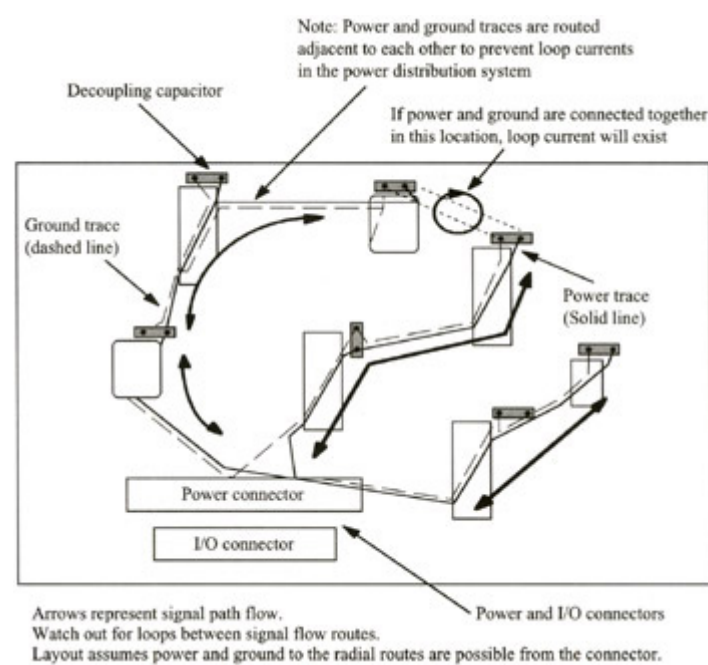 Note: Power and ground traces are routed
adjacent to each other to prevent loop currents
in the power distribution system
Decoupling capacitor
If power and ground are connected together
in this location, loop current will exist
Ground trace
(dashed line)
Power trace
(Solid line)
Power connector
I/O connector
Power and I/O connectors
Arrows represent signal path flow.
Watch out for loops between signal flow routes.
Layout assumes power and ground to the radial routes are possible from the connector.